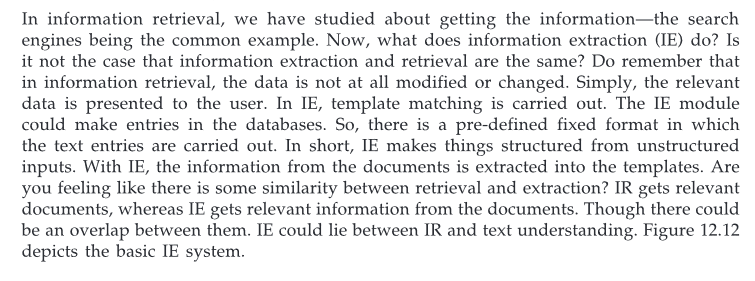 In information retrieval, we have studied about getting the information—the search
engines being the common example. Now, what does information extraction (IE) do? Is
it not the case that information extraction and retrieval are the same? Do remember that
in information retrieval, the data is not at all modified or changed. Simply, the relevant
data is presented to the user. In IE, template matching is carried out. The IE module
could make entries in the databases. So, there is a pre-defined fixed format in which
the text entries are carried out. In short, IE makes things structured from unstructured
inputs. With IE, the information from the documents is extracted into the templates. Are
you feeling like there is some similarity between retrieval and extraction? IR gets relevant
documents, whereas IE gets relevant information from the documents. Though there could
be an overlap between them. IE could lie between IR and text understanding. Figure 12.12
depicts the basic IE system.